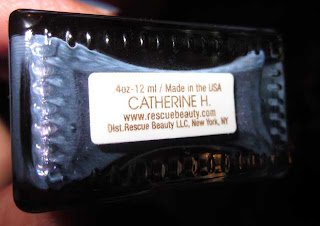 .4oz-12 ml / Made in the USA
CATHERINE H.
www.rescuebeauty.com
Dist.Rescue Beauty LLC, New York, NY